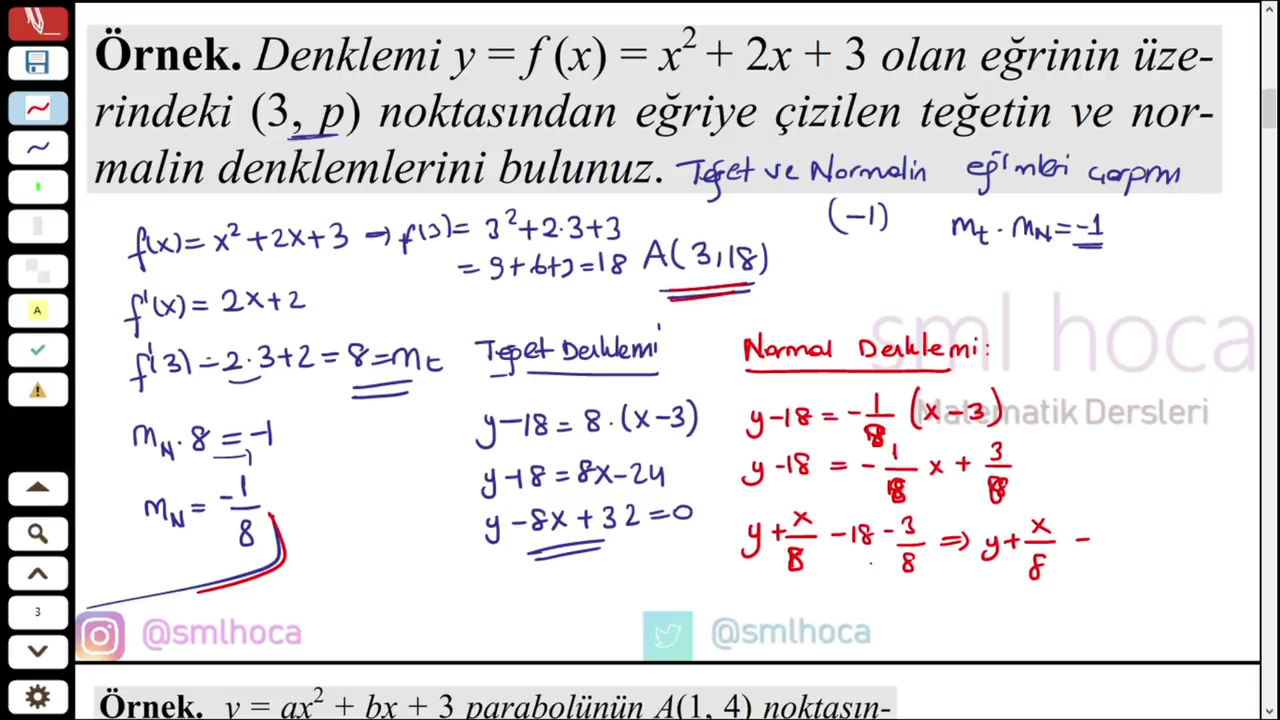 Örnek. Denklemi y = f (x) = x² + 2x + 3 olan eğrinin üze-
rindeki (3, p) noktasından eğriye çizilen teğetin ve nor-
malin denklemlerini bulunuz. Teğet ve Normalin eğimleri çarpımı
(-1) mt · mN = -1
f(x) = x² + 2x + 3 → f(3) = 3² + 2·3 + 3
= 9+6+3 = 18 A(3,18)
f'(x) = 2x+2
f'(3) = 2·3+2 = 8 = mt
mN · 8 = -1
mN = -1/8
Teğet Denklemi
y-18 = 8·(x-3)
y-18 = 8x-24
y-8x+32=0
Normal Denklemi:
y-18 = -1/8 (x-3)
y-18 = -1/8 x + 3/8
y + x/8 - 18 - 3/8 ⇒ y + x/8 -
sml hoca
Matematik Dersleri
@smlhoca
@smlhoca
A
3
Örnek. y = ax² + bx + 3 parabolünün A(1, 4) noktasın-